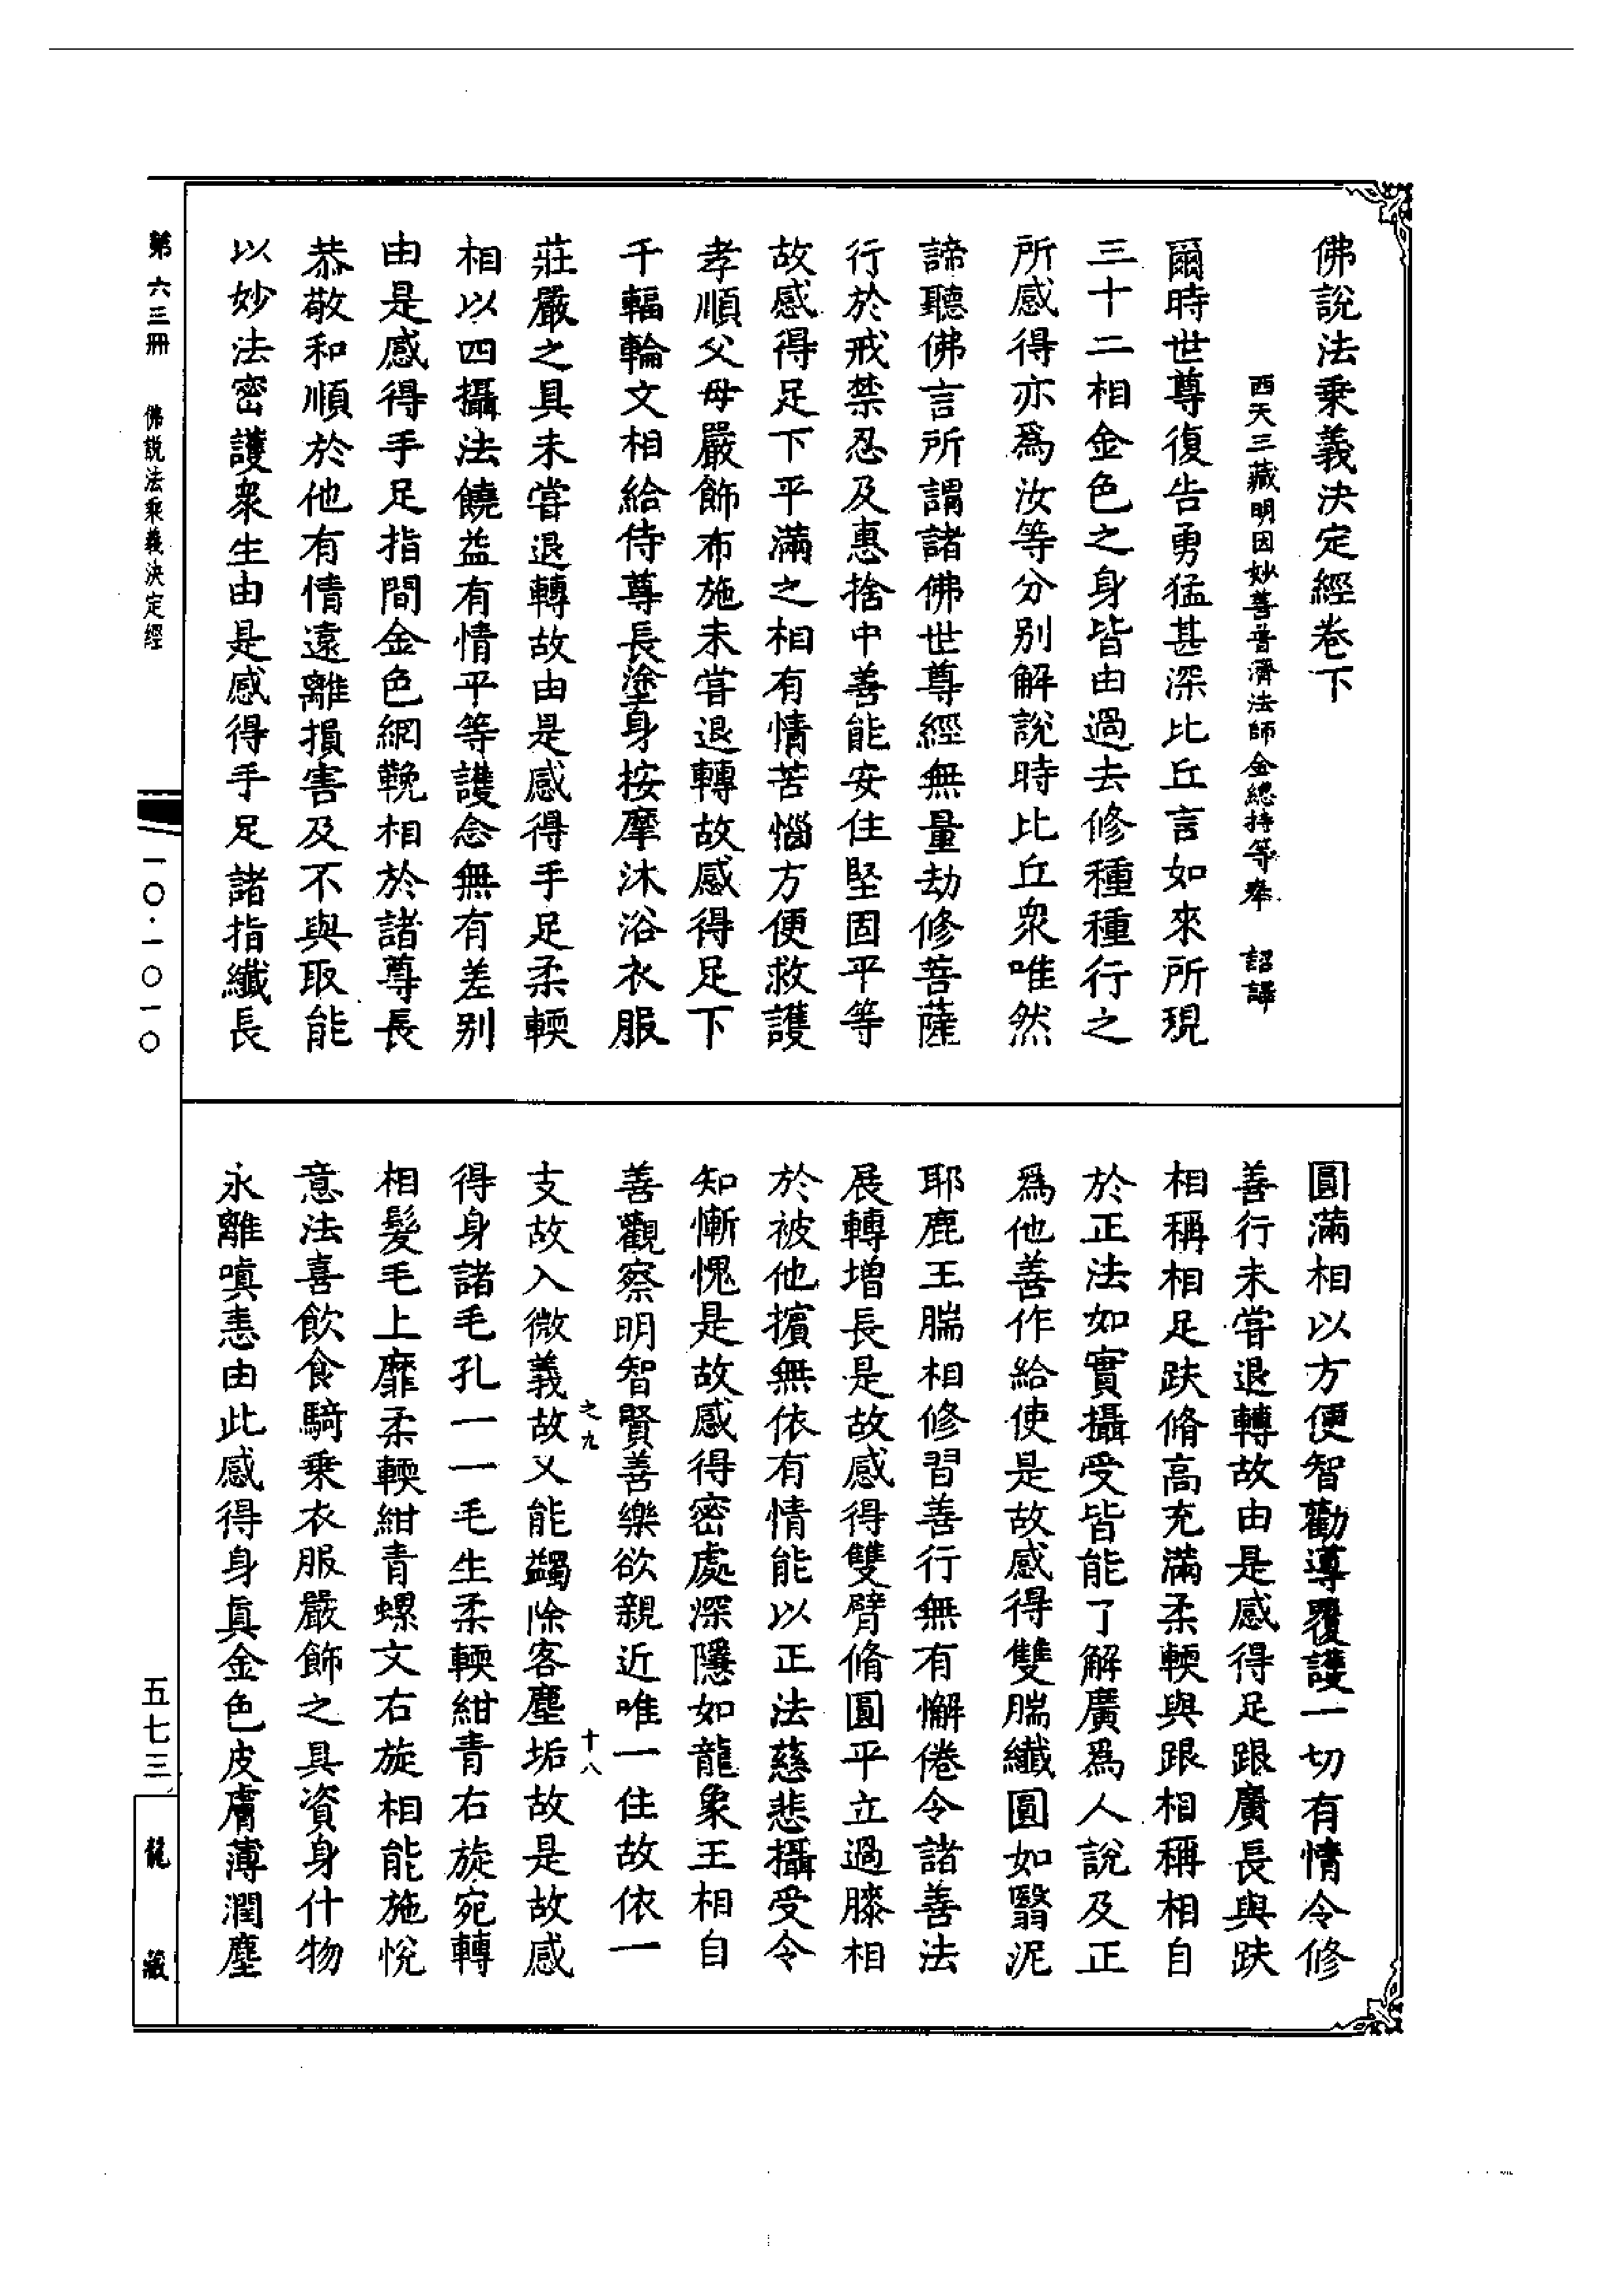 佛說法乘義決定經卷下
西天三藏明因妙善普濟法師金總持等奉 詔譯
爾時世尊復告勇猛甚深比丘言如來所現
三十二相金色之身皆由過去修種種行之
所感得亦為汝等分別解說時比丘眾唯然
諦聽佛言所謂諸佛世尊經無量劫修菩薩
行於戒禁忍及惠捨中善能安住堅固平等
故感得足下平滿之相有情苦惱方便救護
孝順父母嚴飾布施未嘗退轉故感得足下
千輻輪文相給侍尊長塗身按摩沐浴衣服
莊嚴之具未嘗退轉故由是感得手足柔輭
相以四攝法饒益有情平等護念無有差別
由是感得手足指間金色網鞔相於諸尊長
恭敬和順於他有情遠離損害及不與取能
以妙法密護衆生由是感得手足諸指纖長
圓滿相以方便智勸導覆護一切有情令修
善行未嘗退轉故由是感得足跟廣長與趺
相稱相足趺脩高充滿柔輭與跟相稱相自
於正法如實攝受皆能了解廣爲人說及正
爲他善作給使是故感得雙腨纖圓如翳泥
耶鹿王腨相修習善行無有懈倦令諸善法
展轉增長是故感得雙臂脩圓平立過膝相
於被他擯無依有情能以正法慈悲攝受令
知慚愧是故感得密處深隱如龍象王相自
善觀察明智賢善樂欲親近唯一住故依一
支故入微義故又能蠲除客塵垢故是故感
之九 十八
得身諸毛孔一一毛生柔輭紺青右旋宛轉
相髮毛上靡柔輭紺青螺文右旋相能施悅
意法喜飲食騎乘衣服嚴飾之具資身什物
永離嗔恚由此感得身真金色皮膚薄潤塵
第六三冊 佛説法乘義決定經 一〇·一〇一〇
五七三 龍藏